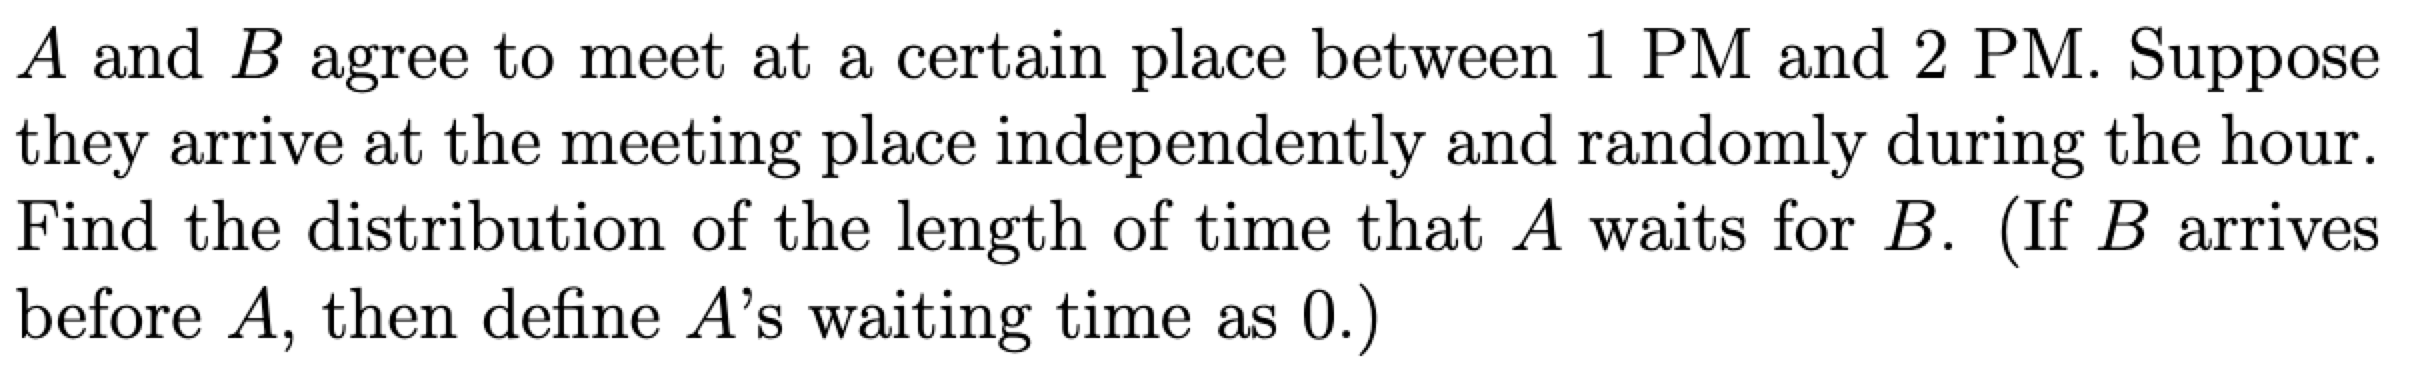 A and B agree to meet at a certain place between 1 PM and 2 PM. Suppose
they arrive at the meeting place independently and randomly during the hour.
Find the distribution of the length of time that A waits for B. (If B arrives
before A, then define A's waiting time as 0.)